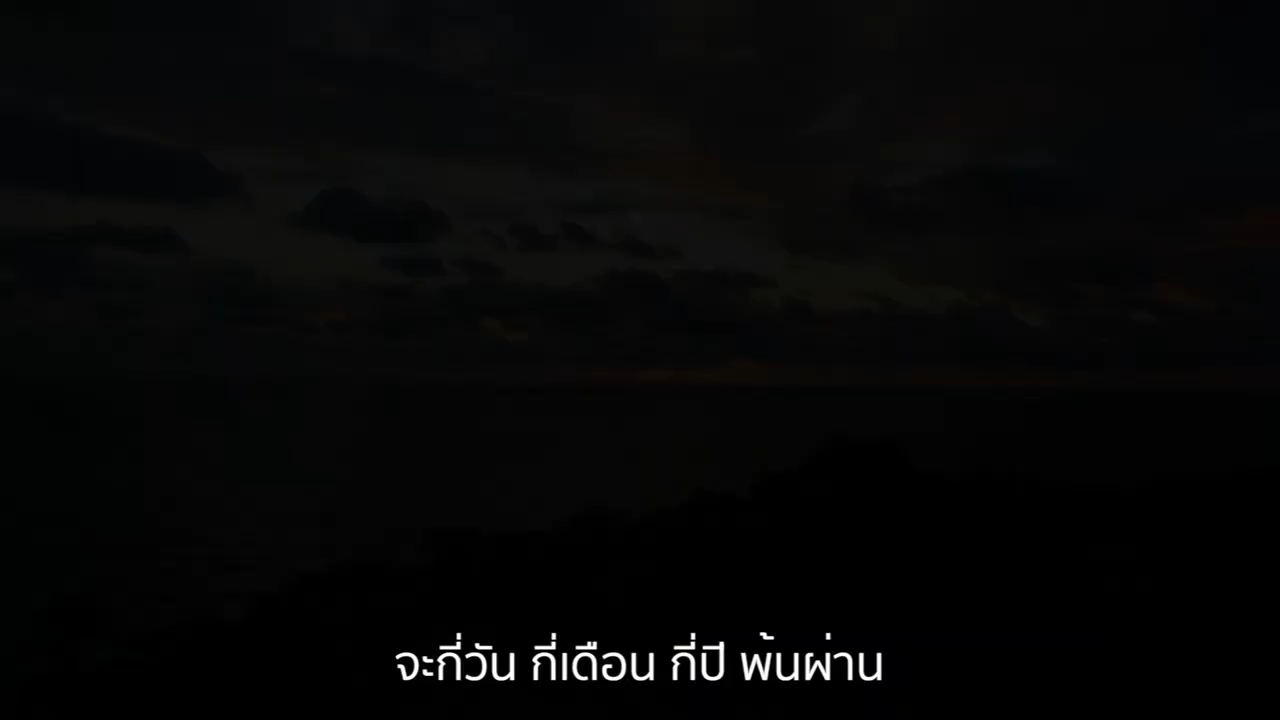 จะกี่วัน กี่เดือน กี่ปี พ้นผ่าน